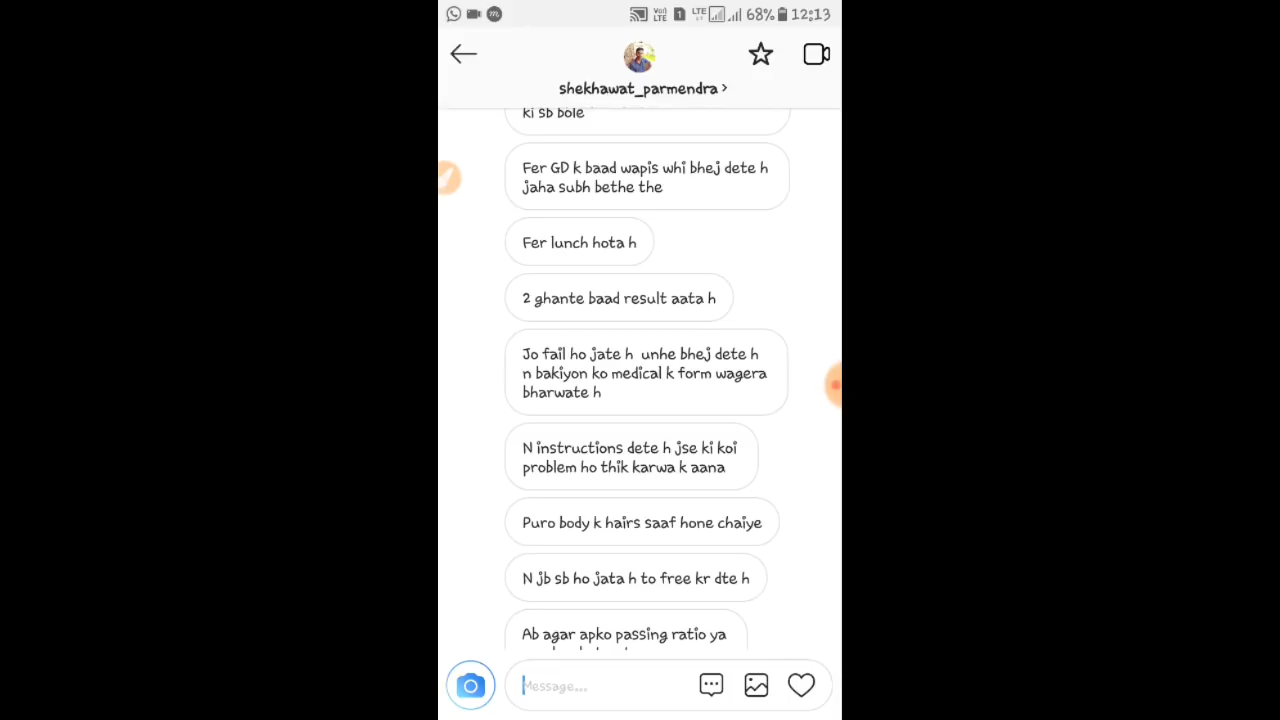 68% 12:13
shekhawat_parmendra >
ki sb bole
Fer GD k baad wapis whi bhej dete h
jaha subh bethe the
Fer lunch hota h
2 ghante baad result aata h
Jo fail ho jate h unhe bhej dete h
n bakiyon ko medical k form wagera
bharwate h
N instructions dete h jse ki koi
problem ho thik karwa k aana
Puro body k hairs saaf hone chaiye
N jb sb ho jata h to free kr dte h
Ab agar apko passing ratio ya
Message...